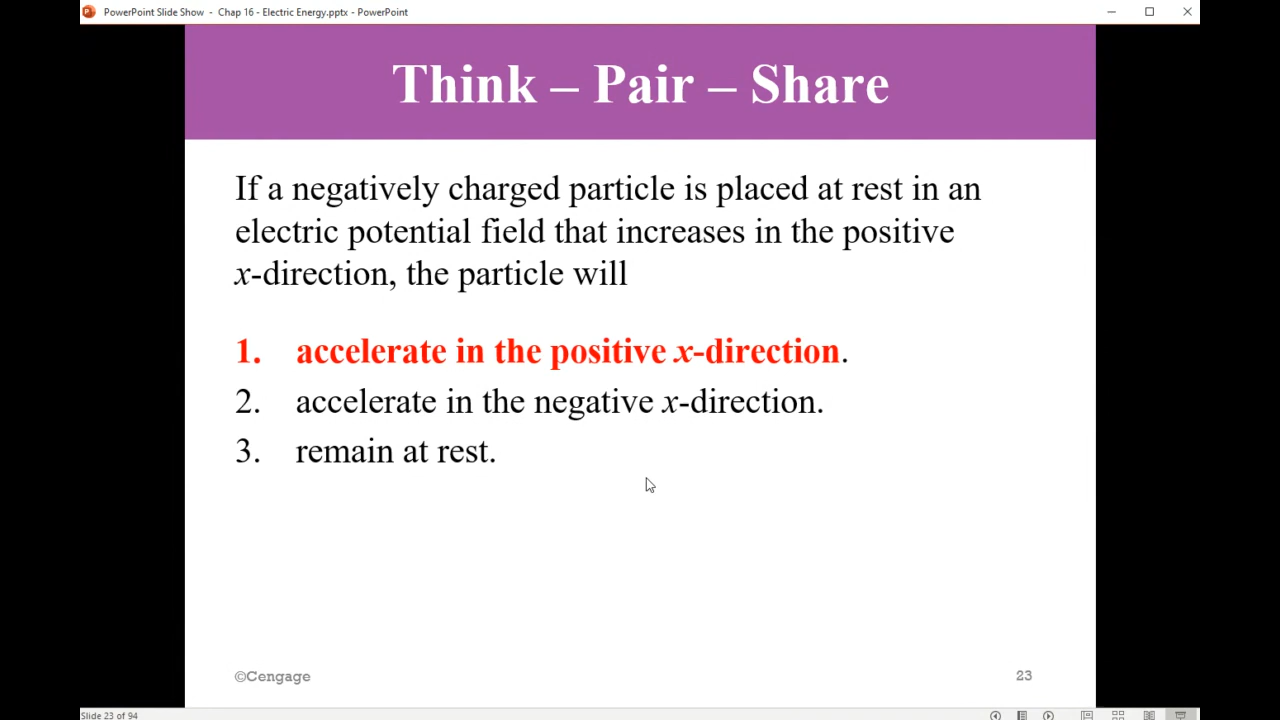 PowerPoint Slide Show - Chap 16 - Electric Energy.pptx - PowerPoint
Think – Pair – Share
If a negatively charged particle is placed at rest in an
electric potential field that increases in the positive
x-direction, the particle will
1. accelerate in the positive x-direction.
2. accelerate in the negative x-direction.
3. remain at rest.
©Cengage
23
Slide 23 of 94